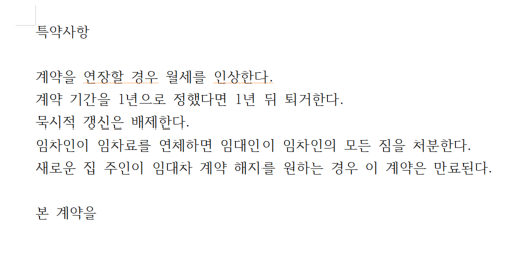 특약사항
계약을 연장할 경우 월세를 인상한다.
계약 기간을 1년으로 정했다면 1년 뒤 퇴거한다.
묵시적 갱신은 배제한다.
임차인이 임차료를 연체하면 임대인이 임차인의 모든 짐을 처분한다.
새로운 집 주인이 임대차 계약 해지를 원하는 경우 이 계약은 만료된다.
본 계약을